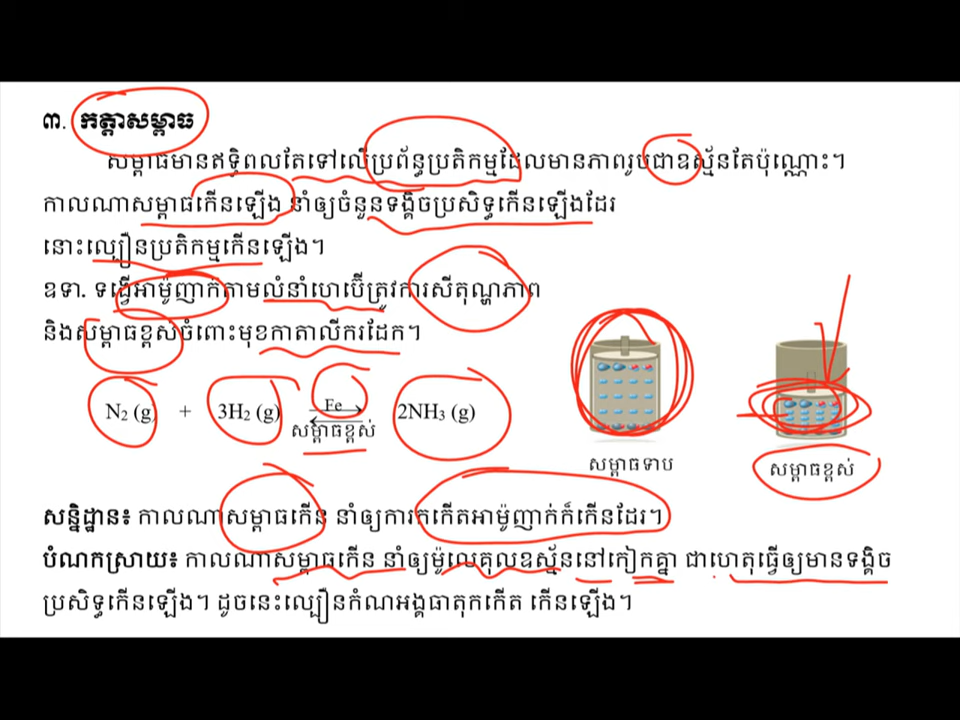 ៣. កត្តាសម្ពាធ
សម្ពាធមានឥទ្ធិពលតែទៅលើប្រព័ន្ធប្រតិកម្មដែលមានភាពរូបជាឧស្ម័នតែប៉ុណ្ណោះ។
កាលណាសម្ពាធកើនឡើង នាំឲ្យចំនួនទង្គិចប្រសិទ្ធកើនឡើងដែរ
នោះល្បឿនប្រតិកម្មកើនឡើង។
ឧទា. ទង្វើអាម៉ូញាក់តាមលំនាំហេប៊ើត្រូវការសីតុណ្ហភាព
និងសម្ពាធខ្ពស់ចំពោះមុខកាតាលីករដែក។
N₂ (g) + 3H₂ (g) Fe 2NH₃ (g)
សម្ពាធខ្ពស់
សម្ពាធទាប
សម្ពាធខ្ពស់
សន្និដ្ឋាន៖ កាលណាសម្ពាធកើន នាំឲ្យការកកើតអាម៉ូញាក់ក៏កើនដែរ។
បំណកស្រាយ៖ កាលណាសម្ពាធកើន នាំឲ្យម៉ូលេគុលឧស្ម័ននៅកៀកគ្នា ជាហេតុធ្វើឲ្យមានទង្គិច
ប្រសិទ្ធកើនឡើង។ ដូចនេះល្បឿនកំណអង្គធាតុកកើត កើនឡើង។